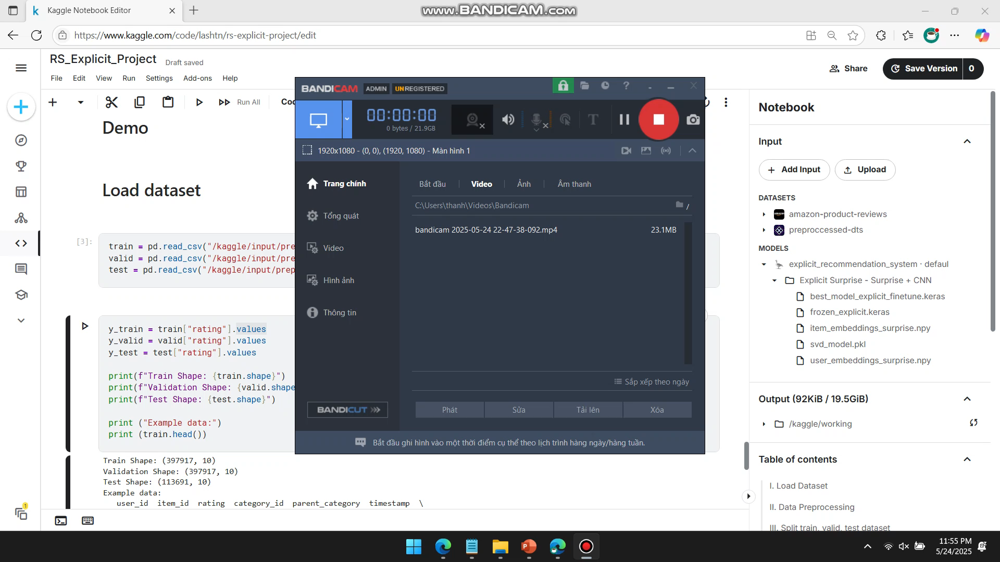 Kaggle Notebook Editor
www.BANDICAM.com
https://www.kaggle.com/code/lashtn/rs-explicit-project/edit
RS_Explicit_Project Draft saved
File Edit View Run Settings Add-ons Help
Share
Save Version 0
Run All
Demo
Load dataset
[3]:
train = pd.read_csv("/kaggle/input/pre
valid = pd.read_csv("/kaggle/input/pre
test = pd.read_csv("/kaggle/input/prep
y_train = train["rating"].values
y_valid = valid["rating"].values
y_test = test["rating"].values
print(f"Train Shape: {train.shape}")
print(f"Validation Shape: {valid.shape
print(f"Test Shape: {test.shape}")
print ("Example data:")
print (train.head())
Train Shape: (397917, 10)
Validation Shape: (397917, 10)
Test Shape: (113691, 10)
Example data:
user_id item_id rating category_id parent_category timestamp \
BANDICAM ADMIN UNREGISTERED
00:00:00
0 bytes / 21.9GB
1920x1080 - (0, 0), (1920, 1080) - Màn hình 1
Trang chính
Tổng quát
Video
Hình ảnh
Thông tin
BANDICUT
Bắt đầu Video Ảnh Âm thanh
C:\Users\thanh\Videos\Bandicam
/
bandicam 2025-05-24 22-47-38-092.mp4 23.1MB
Sắp xếp theo ngày
Phát Sửa Tải lên Xóa
Bắt đầu ghi hình vào một thời điểm cụ thể theo lịch trình hàng ngày/hàng tuần.
Notebook
Input
Add Input
Upload
DATASETS
amazon-product-reviews
preproccessed-dts
MODELS
explicit_recommendation_system · defaul
Explicit Surprise - Surprise + CNN
best_model_explicit_finetune.keras
frozen_explicit.keras
item_embeddings_surprise.npy
svd_model.pkl
user_embeddings_surprise.npy
Output (92KiB / 19.5GiB)
/kaggle/working
Table of contents
I. Load Dataset
II. Data Preprocessing
III. Split train, valid, test dataset
1
11:55 PM
5/24/2025